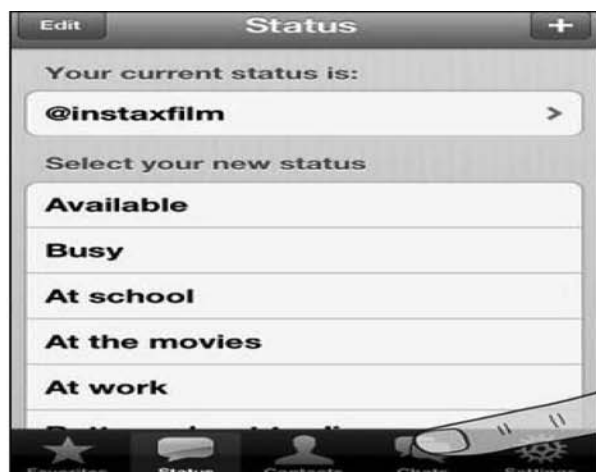 Edit Status +
Your current status is:
@instaxfilm >
Select your new status
Available
Busy
At school
At the movies
At work
Status